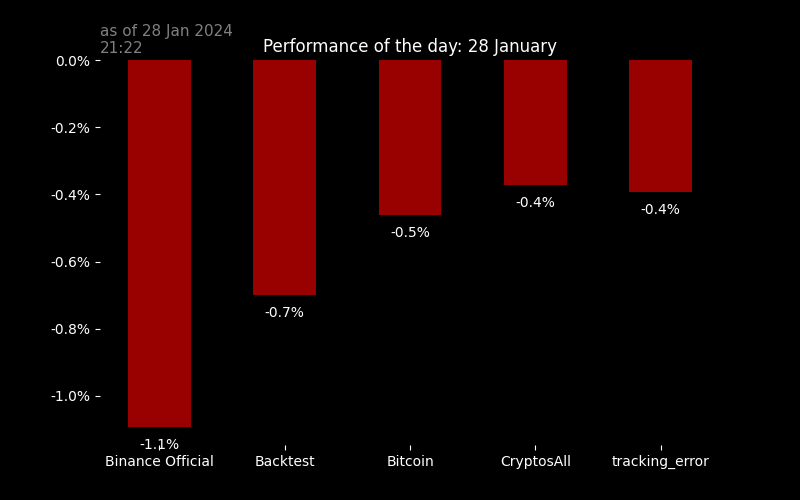 as of 28 Jan 2024
21:22
Performance of the day: 28 January
0.0%
-0.2%
-0.4%
-0.6%
-0.8%
-1.0%
-1.1%
-0.7%
-0.5%
-0.4%
-0.4%
Binance Official
Backtest
Bitcoin
CryptosAll
tracking_error